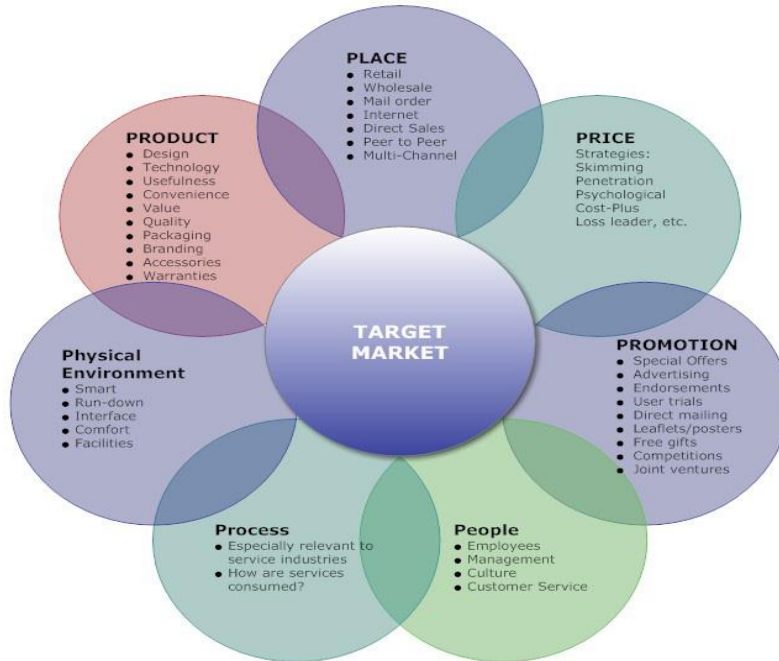 PLACE
• Retail
• Wholesale
• Mail order
• Internet
• Direct Sales
• Peer to Peer
• Multi-Channel
PRODUCT
• Design
• Technology
• Usefulness
• Convenience
• Value
• Quality
• Packaging
• Branding
• Accessories
• Warranties
PRICE
Strategies:
Skimming
Penetration
Psychological
Cost-Plus
Loss leader, etc.
TARGET
MARKET
Physical
Environment
• Smart
• Run-down
• Interface
• Comfort
• Facilities
PROMOTION
• Special Offers
• Advertising
• Endorsements
• User trials
• Direct mailing
• Leaflets/posters
• Free gifts
• Competitions
• Joint ventures
Process
• Especially relevant to
service industries
• How are services
consumed?
People
• Employees
• Management
• Culture
• Customer Service